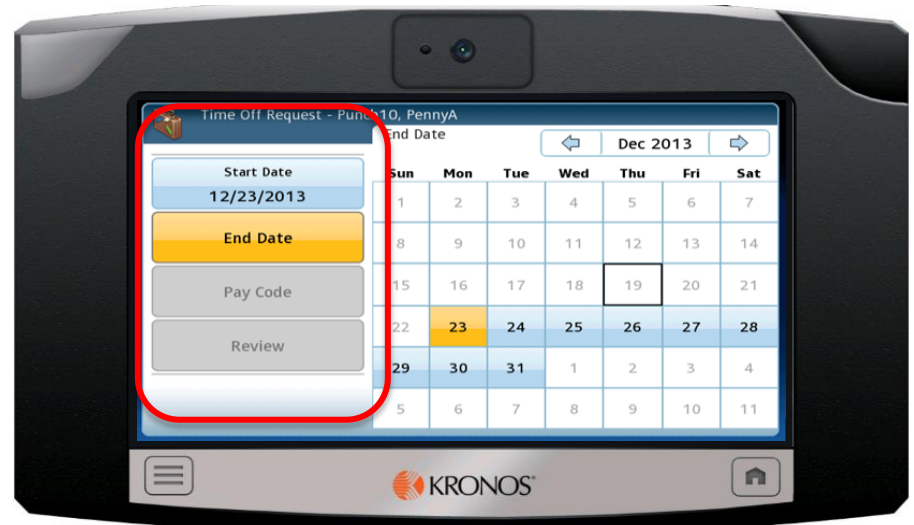 Time Off Request - Punch10, PennyA
End Date
Dec 2013
Start Date
12/23/2013
End Date
Pay Code
Review
Sun Mon Tue Wed Thu Fri Sat
1 2 3 4 5 6 7
8 9 10 11 12 13 14
15 16 17 18 19 20 21
22 23 24 25 26 27 28
29 30 31 1 2 3 4
5 6 7 8 9 10 11
KRONOS